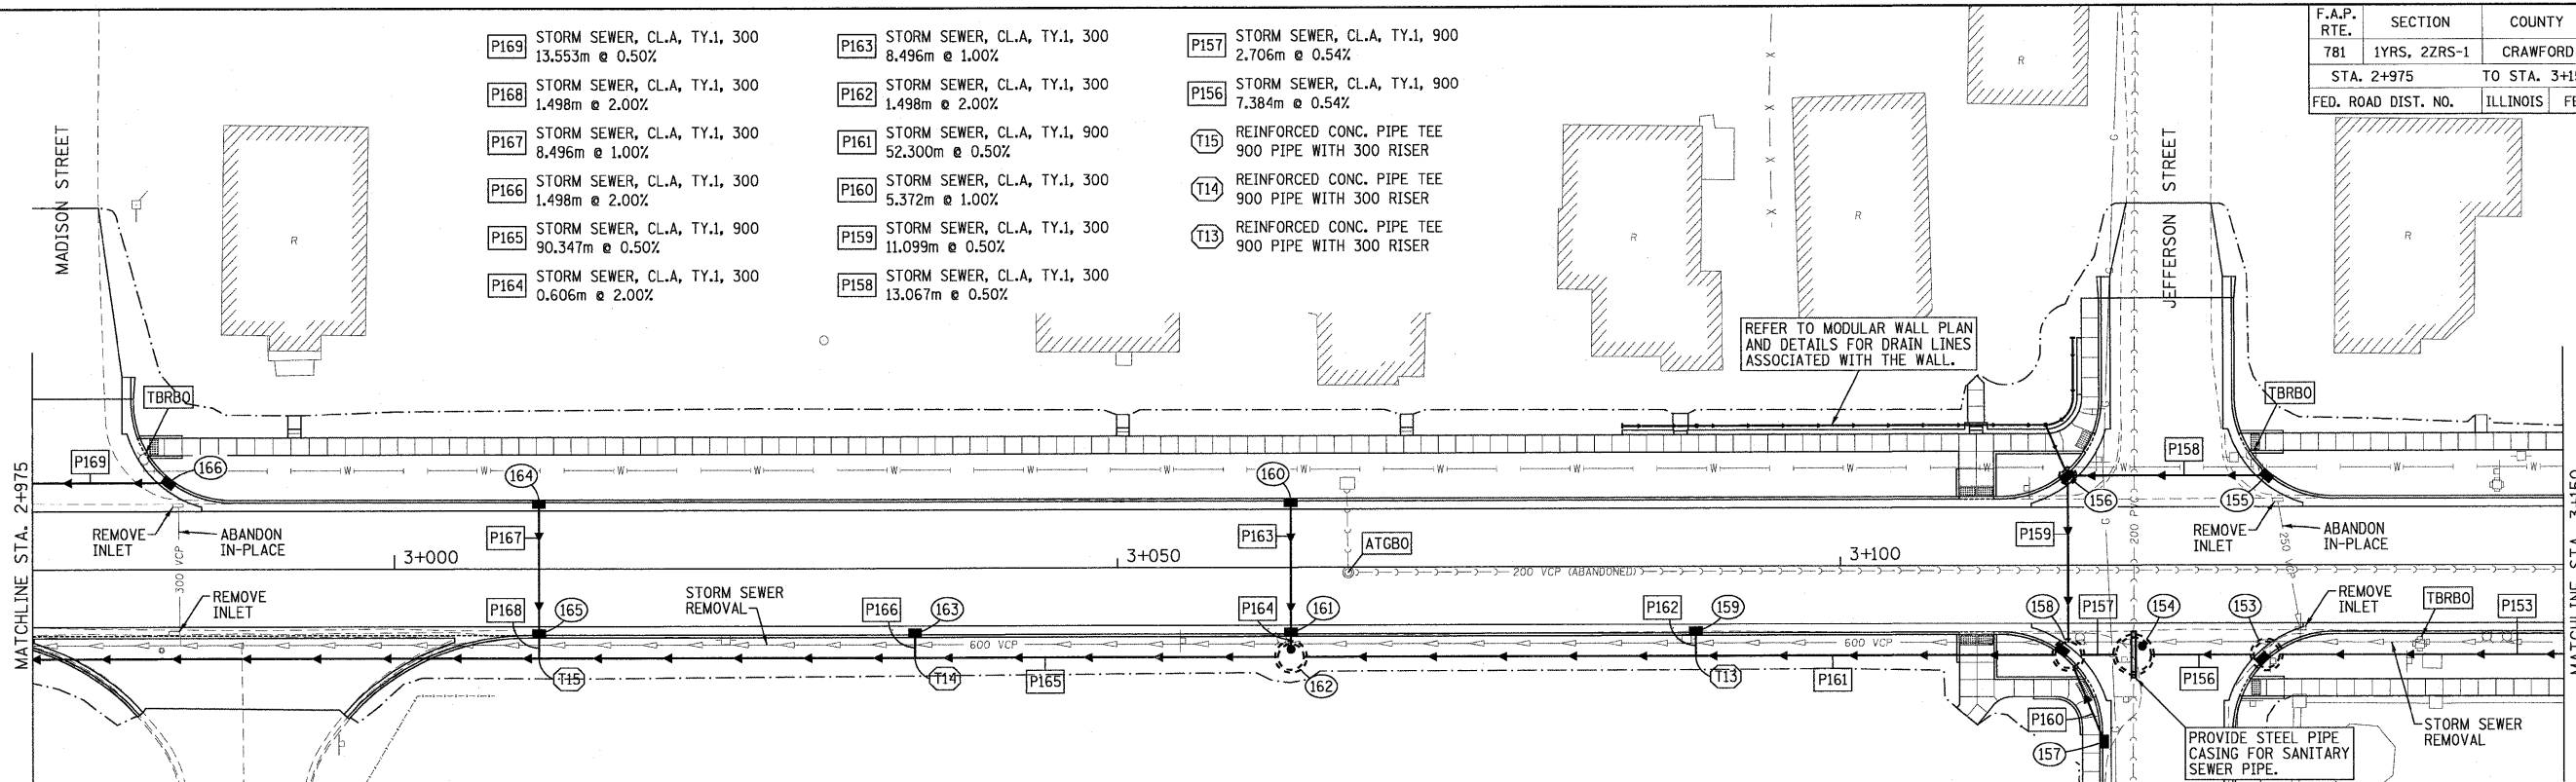 P169 STORM SEWER, CL.A, TY.1, 300
13.553m @ 0.50%
P168 STORM SEWER, CL.A, TY.1, 300
1.498m @ 2.00%
P167 STORM SEWER, CL.A, TY.1, 300
8.496m @ 1.00%
P166 STORM SEWER, CL.A, TY.1, 300
1.498m @ 2.00%
P165 STORM SEWER, CL.A, TY.1, 900
90.347m @ 0.50%
P164 STORM SEWER, CL.A, TY.1, 300
0.606m @ 2.00%
P163 STORM SEWER, CL.A, TY.1, 300
8.496m @ 1.00%
P162 STORM SEWER, CL.A, TY.1, 300
1.498m @ 2.00%
P161 STORM SEWER, CL.A, TY.1, 900
52.300m @ 0.50%
P160 STORM SEWER, CL.A, TY.1, 300
5.372m @ 1.00%
P159 STORM SEWER, CL.A, TY.1, 300
11.099m @ 0.50%
P158 STORM SEWER, CL.A, TY.1, 300
13.067m @ 0.50%
P157 STORM SEWER, CL.A, TY.1, 900
2.706m @ 0.54%
P156 STORM SEWER, CL.A, TY.1, 900
7.384m @ 0.54%
T15 REINFORCED CONC. PIPE TEE
900 PIPE WITH 300 RISER
T14 REINFORCED CONC. PIPE TEE
900 PIPE WITH 300 RISER
T13 REINFORCED CONC. PIPE TEE
900 PIPE WITH 300 RISER
F.A.P. RTE. SECTION COUNTY
781 1YRS, 2ZRS-1 CRAWFORD
STA. 2+975 TO STA. 3+15
FED. ROAD DIST. NO. ILLINOIS FE
MADISON STREET
JEFFERSON STREET
R
R
R
R
R
X
X
X
X
G
G
G
G
REFER TO MODULAR WALL PLAN
AND DETAILS FOR DRAIN LINES
ASSOCIATED WITH THE WALL.
TBRBO
TBRBO
MATCHLINE STA. 2+975
P169
166
164
160
156
P158
155
W W W W W W W W W W W W W
REMOVE
INLET
ABANDON
IN-PLACE
300 VCP
P167
P163
ATGBO
P159
200 PVC
REMOVE
INLET
ABANDON
IN-PLACE
250 VCP
3+000
3+050
3+100
200 VCP (ABANDONED)
MATCHLINE STA. 3+150
REMOVE
INLET
STORM SEWER
REMOVAL
P168
165
P166
163
P164
161
P162
159
158
P157
154
153
REMOVE
INLET
TBRBO
P153
600 VCP
600 VCP
T15
T14
P165
162
T13
P161
P156
P160
157
PROVIDE STEEL PIPE
CASING FOR SANITARY
SEWER PIPE.
STORM SEWER
REMOVAL